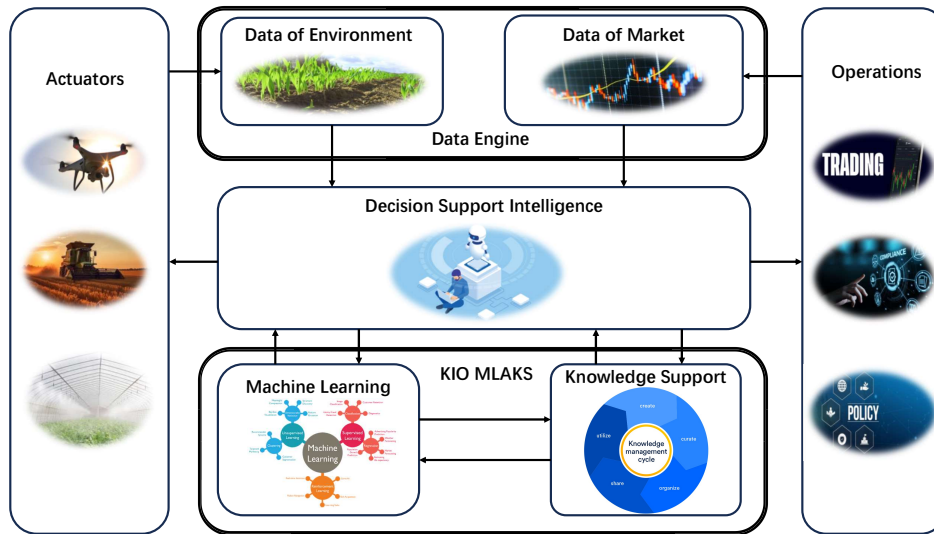 Actuators
Data of Environment
Data of Market
Data Engine
Operations
TRADING
COMPLIANCE
POLICY
Decision Support Intelligence
KIO MLAKS
Machine Learning
Unsupervised
Learning
Supervised
Learning
Machine
Learning
Reinforcement
Learning
Knowledge Support
create
curate
organize
share
utilize
Knowledge
management
cycle